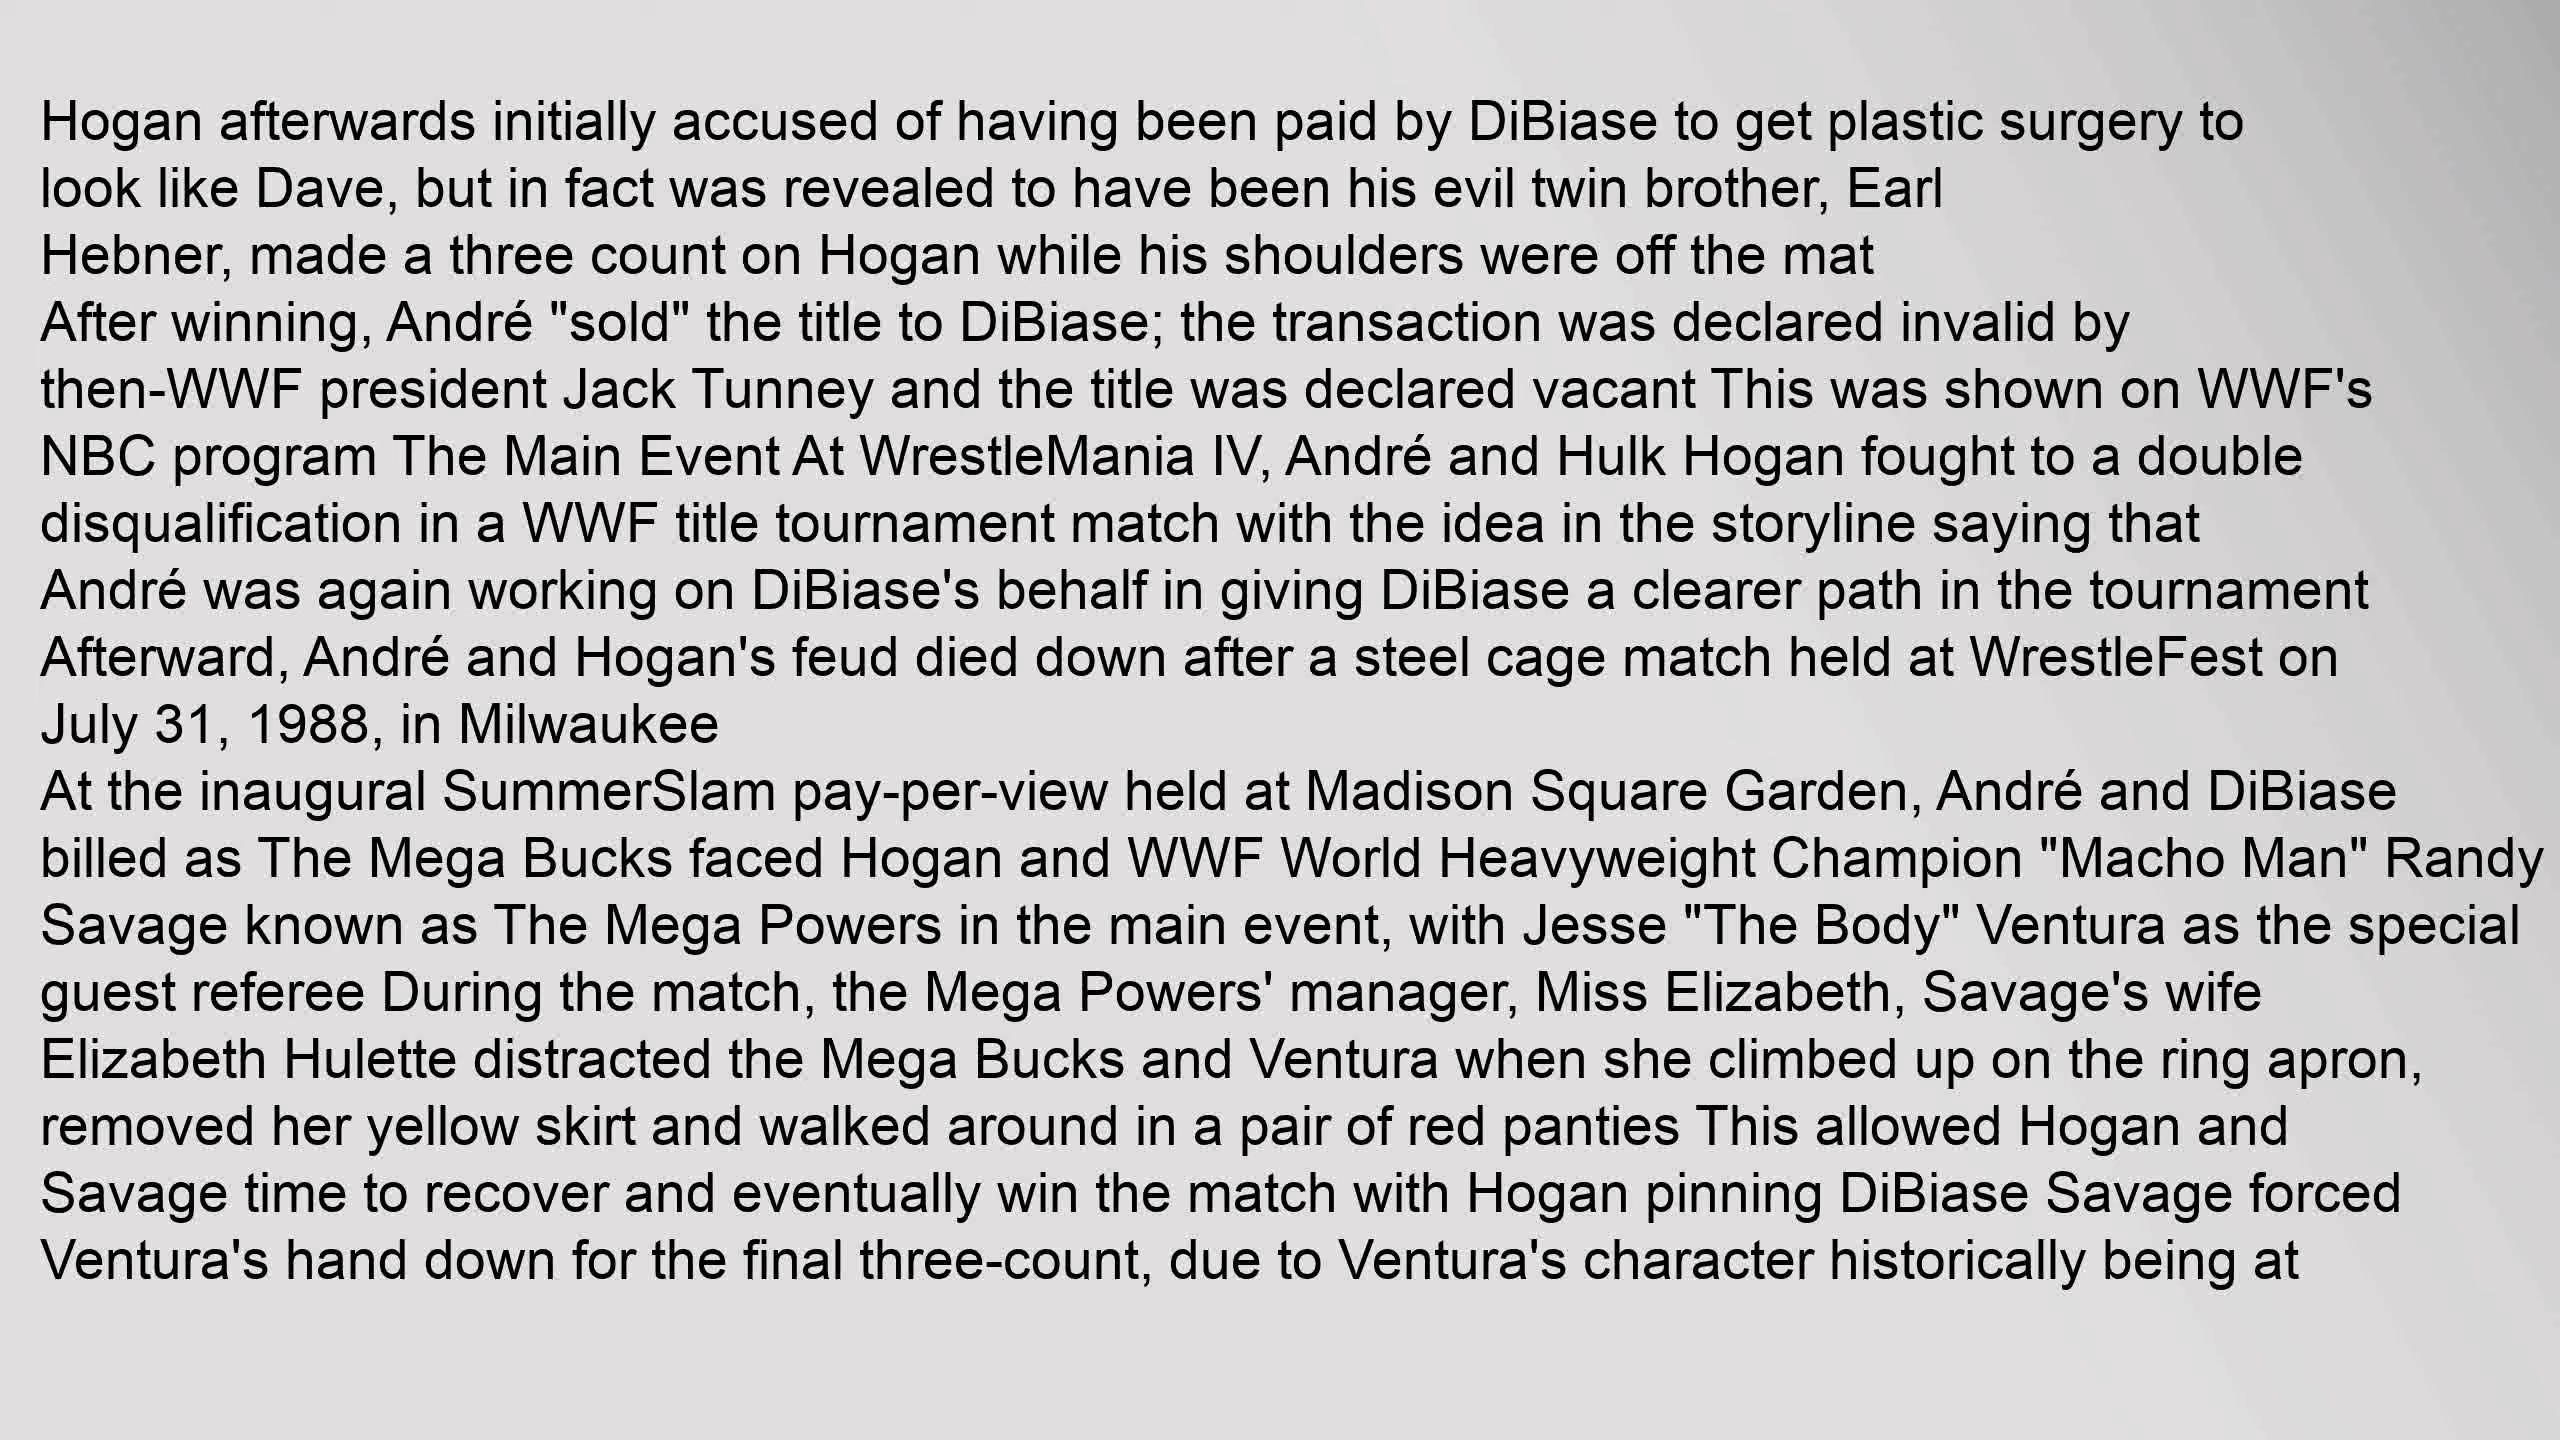 Hogan afterwards initially accused of having been paid by DiBiase to get plastic surgery to
look like Dave, but in fact was revealed to have been his evil twin brother, Earl
Hebner, made a three count on Hogan while his shoulders were off the mat
After winning, André "sold" the title to DiBiase; the transaction was declared invalid by
then-WWF president Jack Tunney and the title was declared vacant This was shown on WWF's
NBC program The Main Event At WrestleMania IV, André and Hulk Hogan fought to a double
disqualification in a WWF title tournament match with the idea in the storyline saying that
André was again working on DiBiase's behalf in giving DiBiase a clearer path in the tournament
Afterward, André and Hogan's feud died down after a steel cage match held at WrestleFest on
July 31, 1988, in Milwaukee
At the inaugural SummerSlam pay-per-view held at Madison Square Garden, André and DiBiase
billed as The Mega Bucks faced Hogan and WWF World Heavyweight Champion "Macho Man" Randy
Savage known as The Mega Powers in the main event, with Jesse "The Body" Ventura as the special
guest referee During the match, the Mega Powers' manager, Miss Elizabeth, Savage's wife
Elizabeth Hulette distracted the Mega Bucks and Ventura when she climbed up on the ring apron,
removed her yellow skirt and walked around in a pair of red panties This allowed Hogan and
Savage time to recover and eventually win the match with Hogan pinning DiBiase Savage forced
Ventura's hand down for the final three-count, due to Ventura's character historically being at